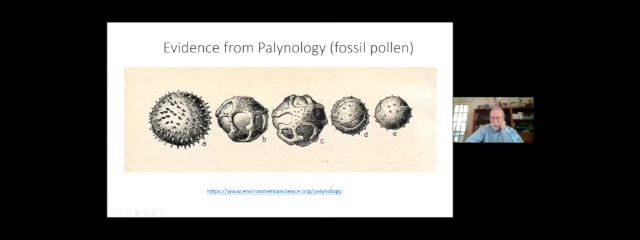 Evidence from Palynology (fossil pollen)
a
b
c
d
e
https://www.environmentalscience.org/palynology